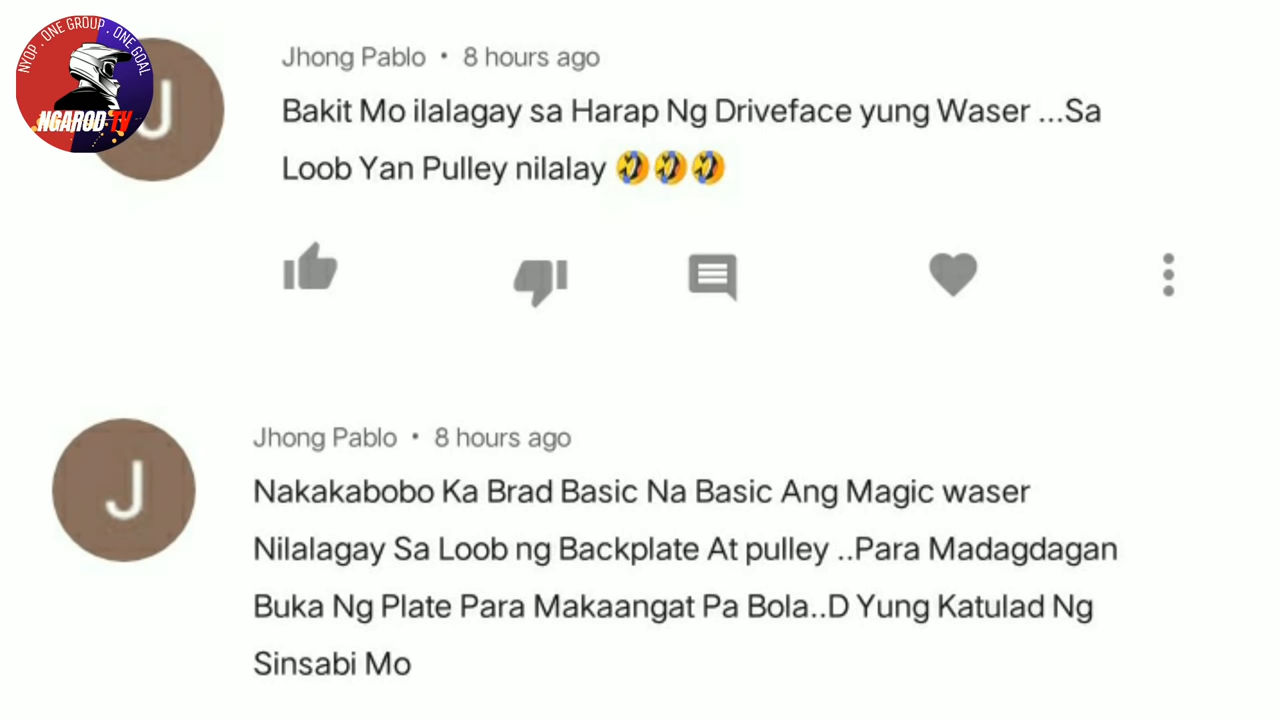 NYOP . ONE GROUP . ONE GOAL
NGAROD TV
J
Jhong Pablo • 8 hours ago
Bakit Mo ilalagay sa Harap Ng Driveface yung Waser ...Sa
Loob Yan Pulley nilalay 🤣🤣🤣
J
Jhong Pablo • 8 hours ago
Nakakabobo Ka Brad Basic Na Basic Ang Magic waser
Nilalagay Sa Loob ng Backplate At pulley ..Para Madagdagan
Buka Ng Plate Para Makaangat Pa Bola..D Yung Katulad Ng
Sinsabi Mo